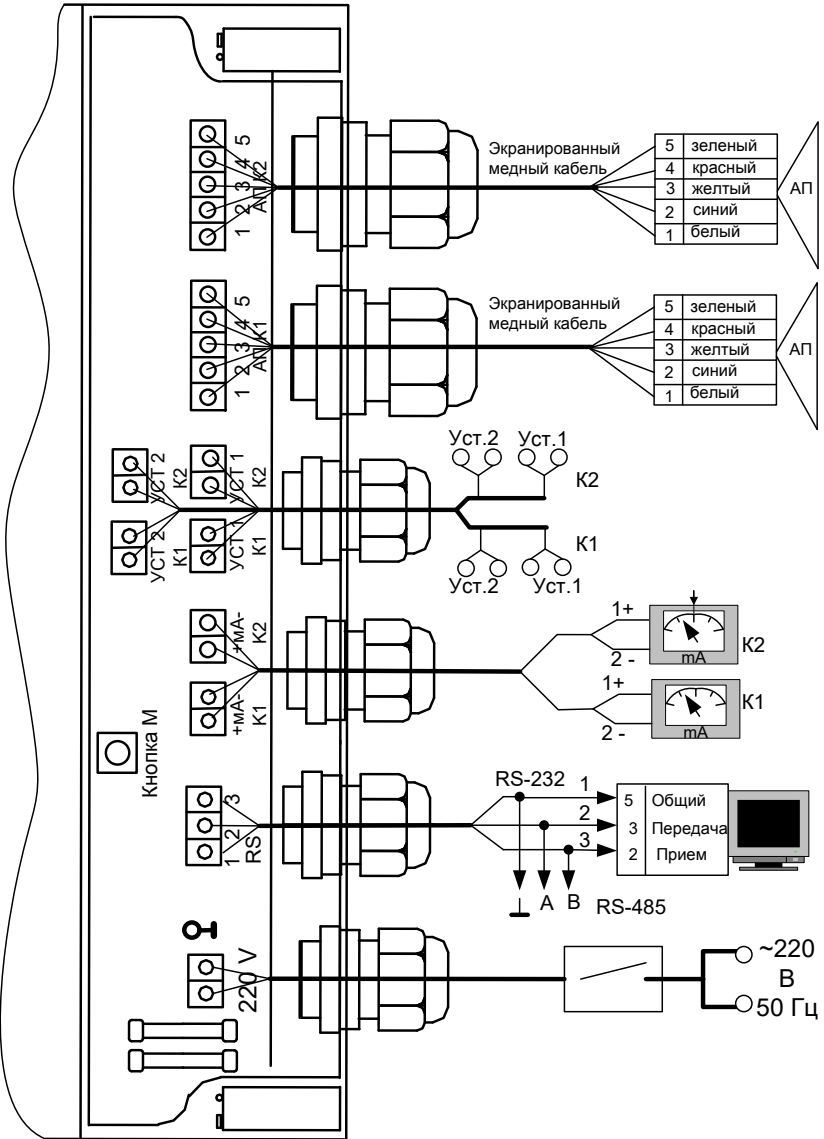 5
4
3
2
1
АП К2
Экранированный
медный кабель
5 зеленый
4 красный
3 желтый
2 синий
1 белый
АП
5
4
3
2
1
АП К1
Экранированный
медный кабель
5 зеленый
4 красный
3 желтый
2 синий
1 белый
АП
УСТ 2
К2
УСТ 1
К2
УСТ 2
К1
УСТ 1
К1
Уст.2 Уст.1
К2
К1
Уст.2 Уст.1
+мА-
К2
+мА-
К1
1+
2 -
mA
К2
1+
2 -
mA
К1
Кнопка М
1 2 3
RS
RS-232
1
2
3
5 Общий
3 Передача
2 Прием
A B RS-485
220 V
~220
В
50 Гц